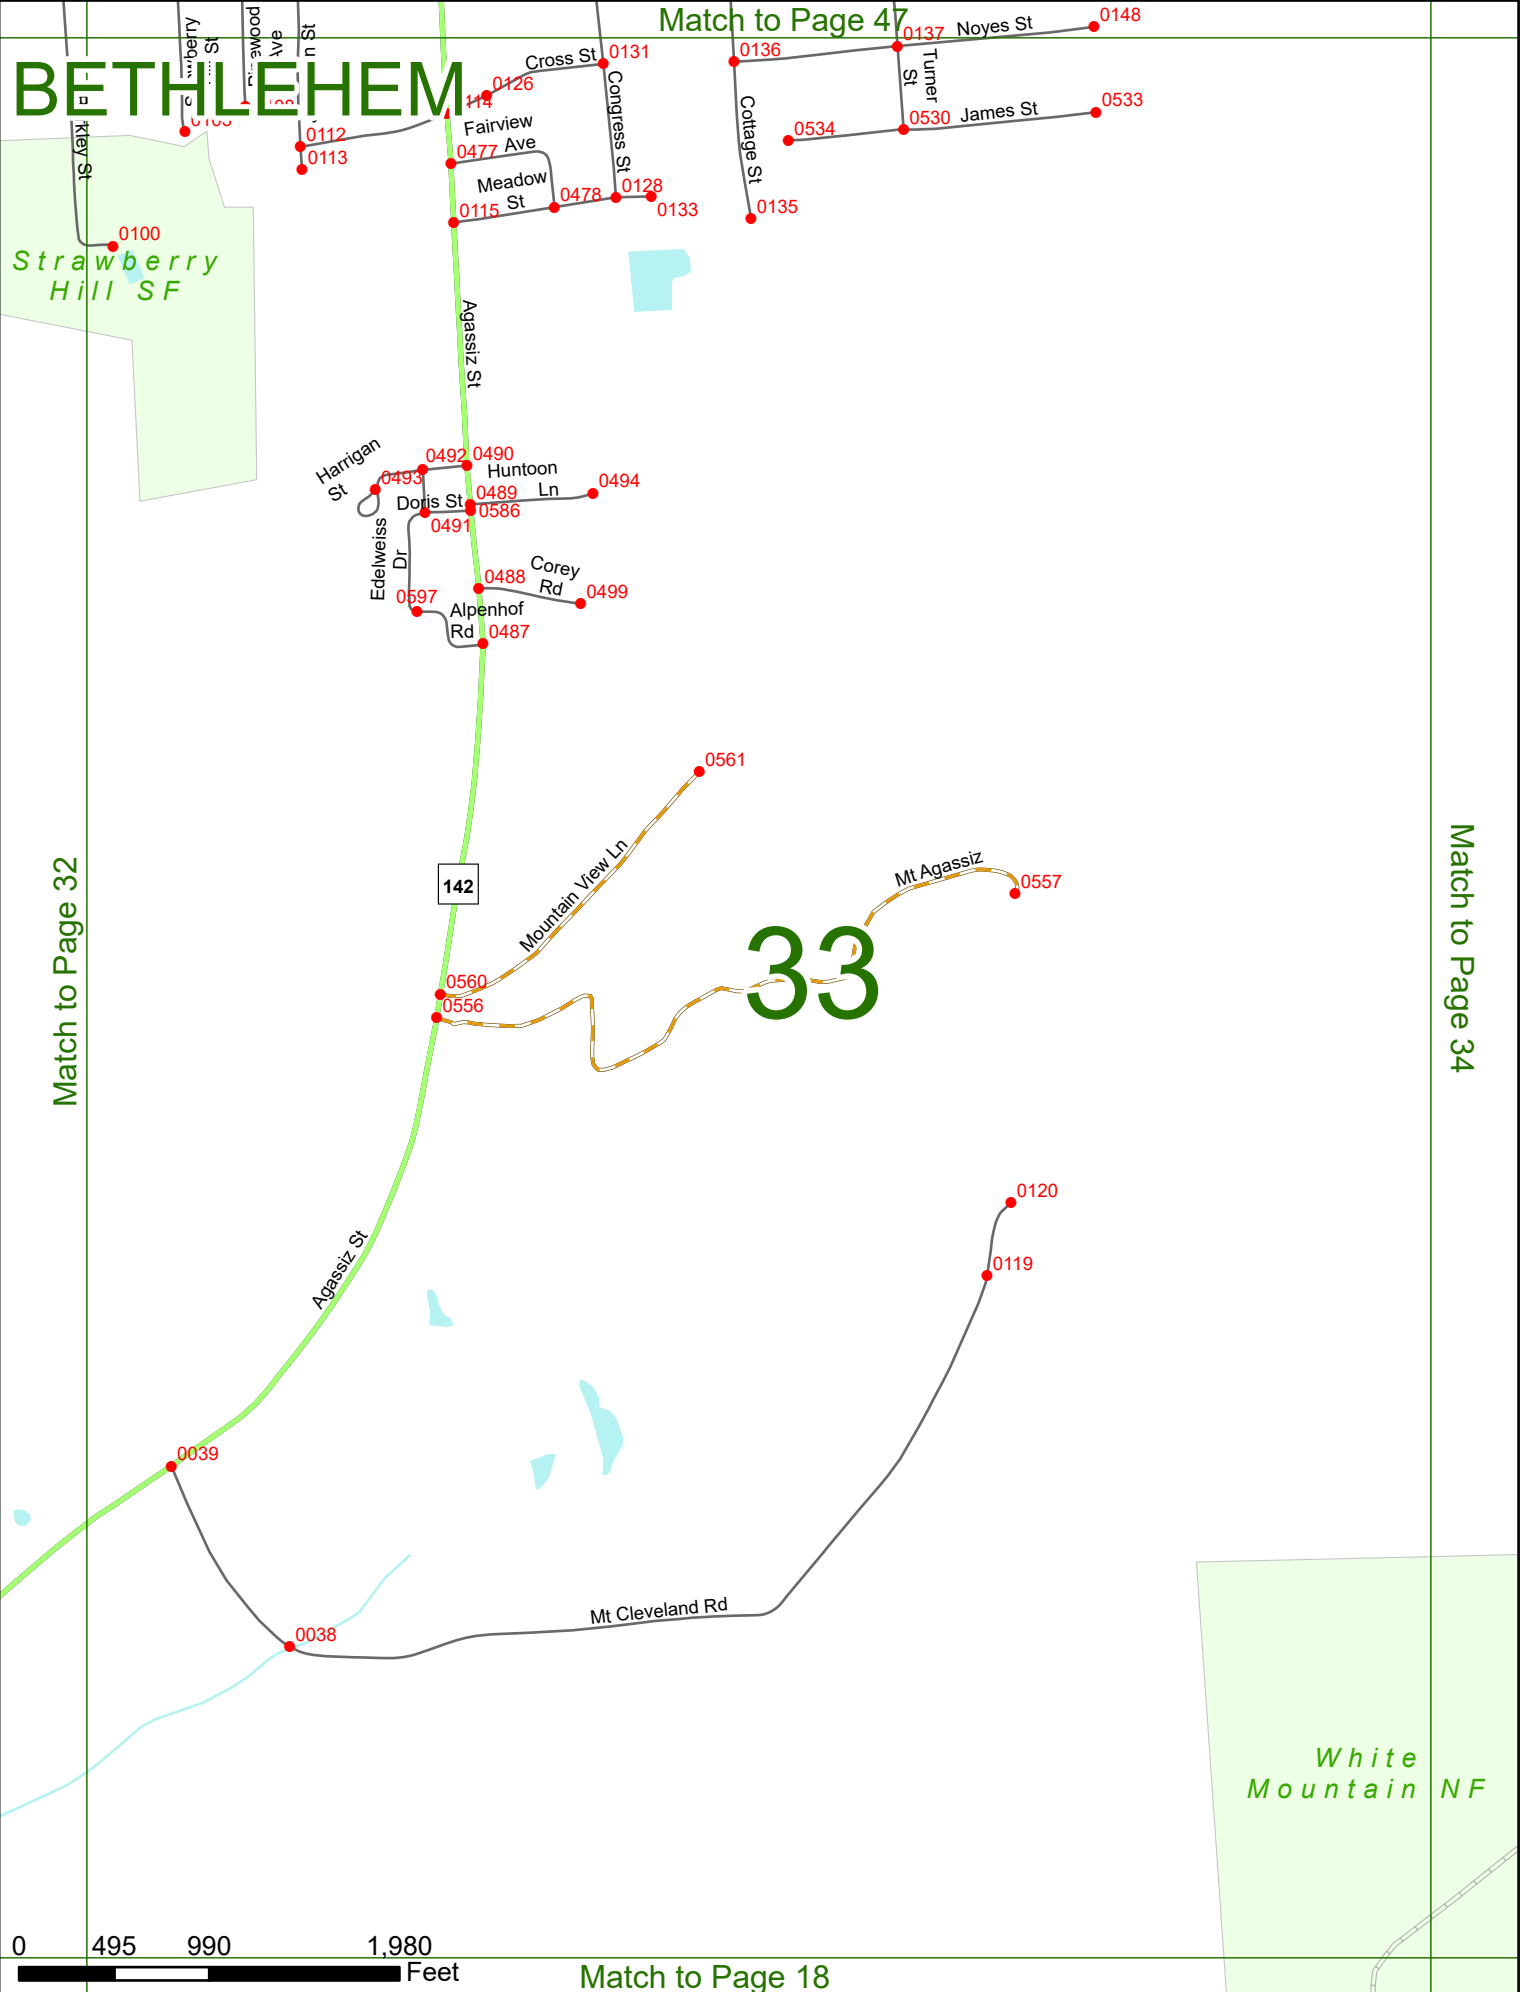 Match to Page 47
BETHLEHEM
0148
Noyes St
0137
0136
0131
Cross St
0126
Turner
St
Congress St
Cottage St
0533
James St
0530
0534
Fairview
Ave
0112
0113
0477
Meadow
St
0478
0128
0133
0115
0135
0100
Strawberry
Hill SF
Agassiz St
Harrigan
St
0492
0490
0493
Huntoon
Ln
0494
0489
Doris St
0586
0491
Edelweiss
Dr
0488
Corey
Rd
0499
0597
Alpenhof
Rd
0487
0561
Mountain View Ln
142
Mt Agassiz
0557
33
Match to Page 32
Match to Page 34
0560
0556
0120
0119
Agassiz St
0039
0038
Mt Cleveland Rd
White
Mountain NF
0 495 990 1,980
Feet
Match to Page 18